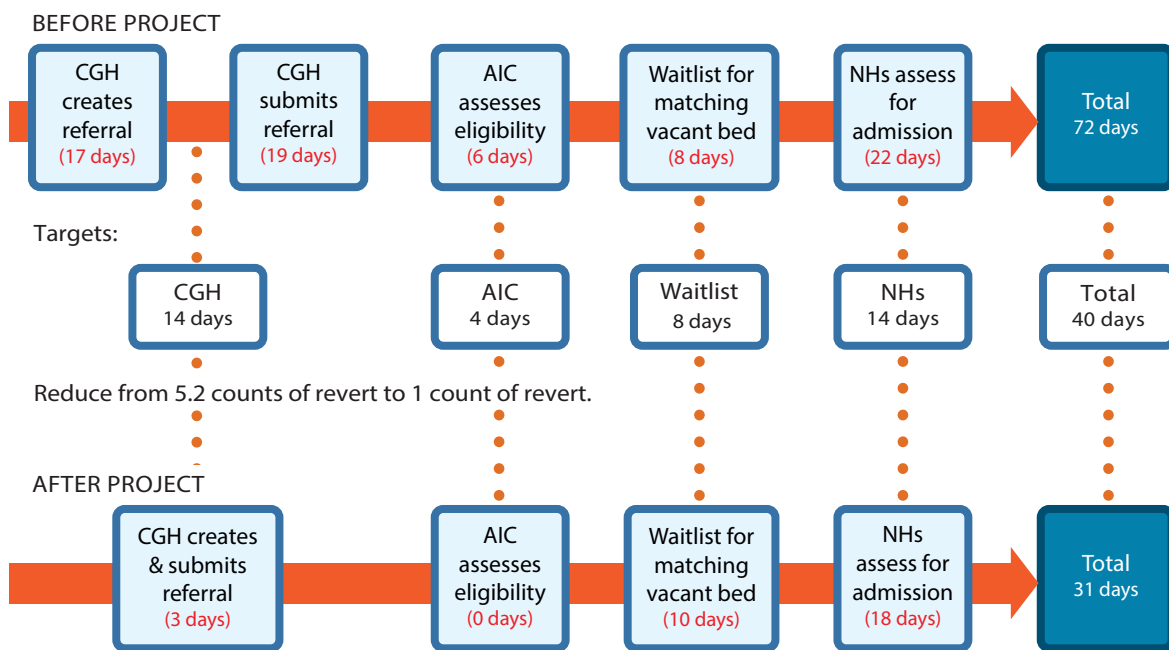 BEFORE PROJECT
CGH
creates
referral
(17 days)
CGH
submits
referral
(19 days)
AIC
assesses
eligibility
(6 days)
Waitlist for
matching
vacant bed
(8 days)
NHs assess
for
admission
(22 days)
Total
72 days
Targets:
CGH
14 days
AIC
4 days
Waitlist
8 days
NHs
14 days
Total
40 days
Reduce from 5.2 counts of revert to 1 count of revert.
AFTER PROJECT
CGH creates
& submits
referral
(3 days)
AIC
assesses
eligibility
(0 days)
Waitlist for
matching
vacant bed
(10 days)
NHs
assess for
admission
(18 days)
Total
31 days